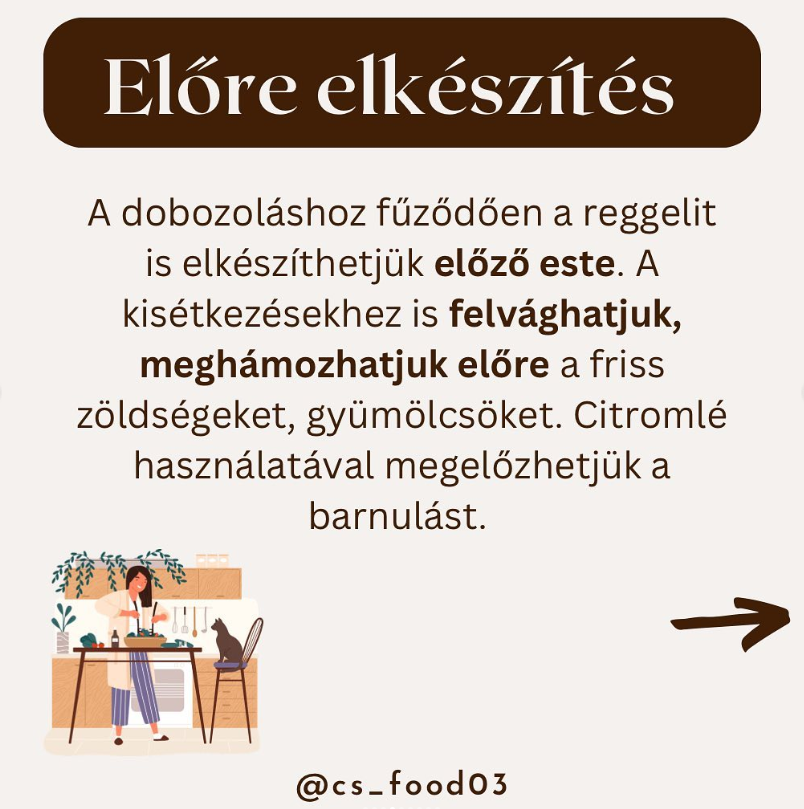 Előre elkészítés
A dobozoláshoz fűződően a reggelit
is elkészíthetjük előző este. A
kisétkezésekhez is felvághatjuk,
meghámozhatjuk előre a friss
zöldségeket, gyümölcsöket. Citromlé
használatával megelőzhetjük a
barnulást.
@cs_food03